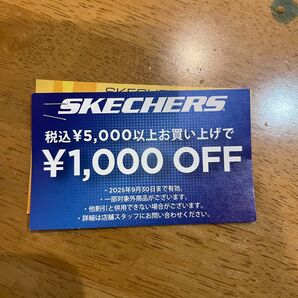 SKECHERS
税込¥5,000以上お買い上げで
¥1,000 OFF
・2025年9月30日まで有効。
・一部対象外商品がございます。
・他割引と併用できない場合がございます。
・詳細は店舗スタッフにお問い合わせください。